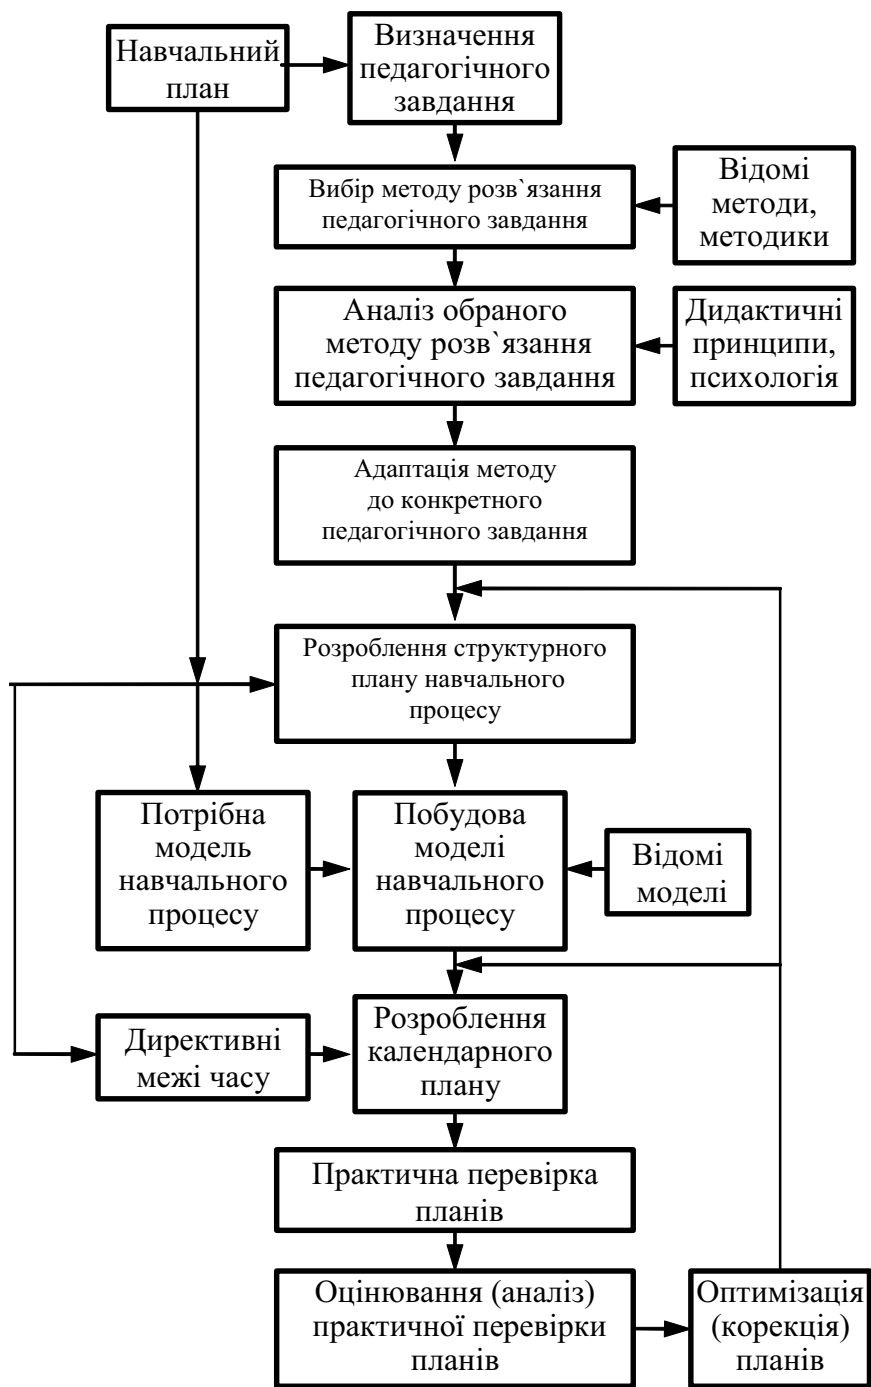 Навчальний
план
Визначення
педагогічного
завдання
Вибір методу розв`язання
педагогічного завдання
Відомі
методи,
методики
Аналіз обраного
методу розв`язання
педагогічного завдання
Дидактичні
принципи,
психологія
Адаптація методу
до конкретного
педагогічного завдання
Розроблення структурного
плану навчального
процесу
Потрібна
модель
навчального
процесу
Побудова
моделі
навчального
процесу
Відомі
моделі
Директивні
межі часу
Розроблення
календарного
плану
Практична перевірка
планів
Оцінювання (аналіз)
практичної перевірки
планів
Оптимізація
(корекція)
планів